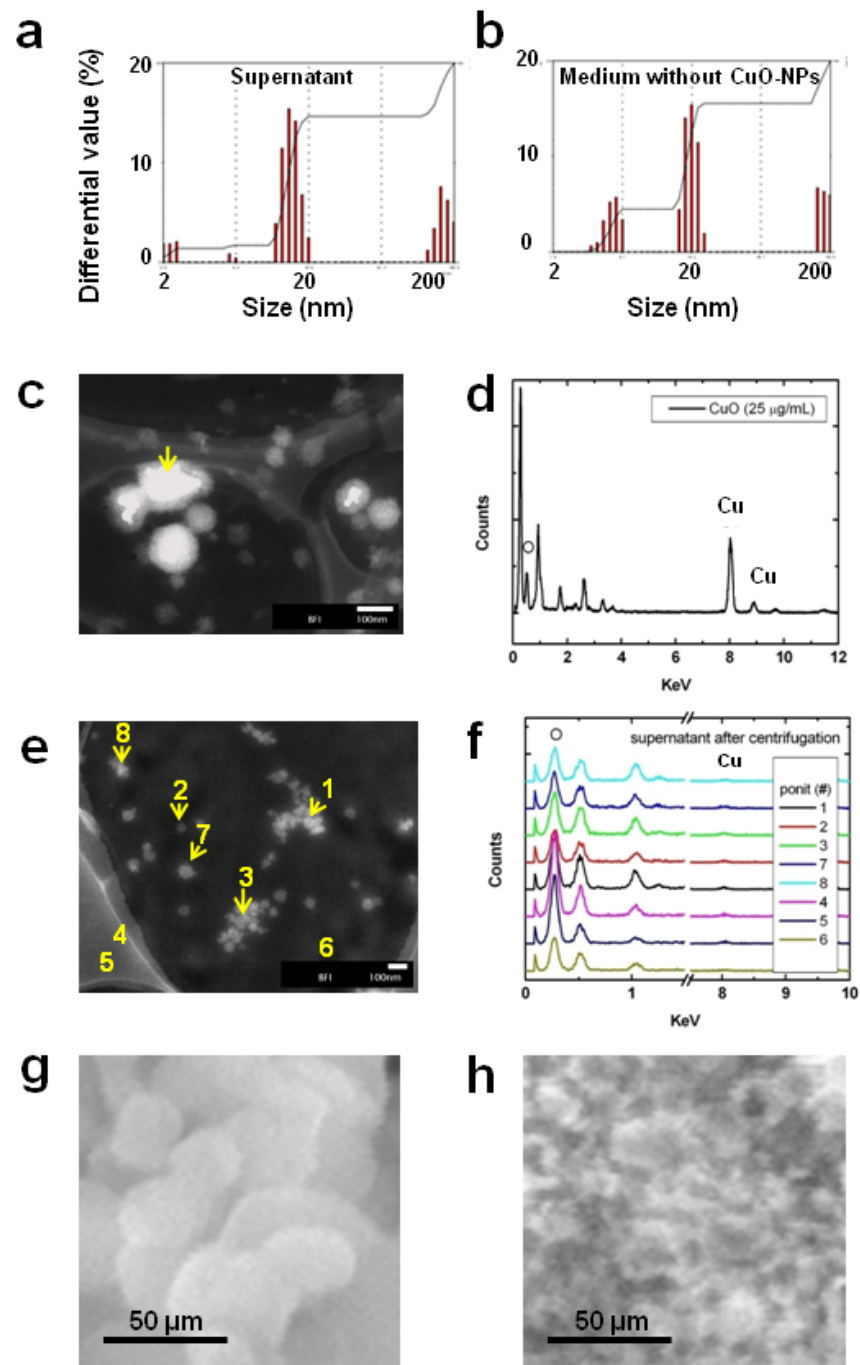 a
Differential value (%)
20
10
0
Supernatant
2
20
200
Size (nm)
b
20
10
0
Medium without CuO-NPs
2
20
200
Size (nm)
c
BFI
100nm
d
Counts
CuO (25 μg/mL)
O
Cu
Cu
0
2
4
6
8
10
12
KeV
e
8
2
1
7
3
4
5
6
BFI
100nm
f
Counts
O
supernatant after centrifugation
Cu
ponit (#)
1
2
3
7
8
4
5
6
0
1
8
9
10
KeV
g
50 μm
h
50 μm